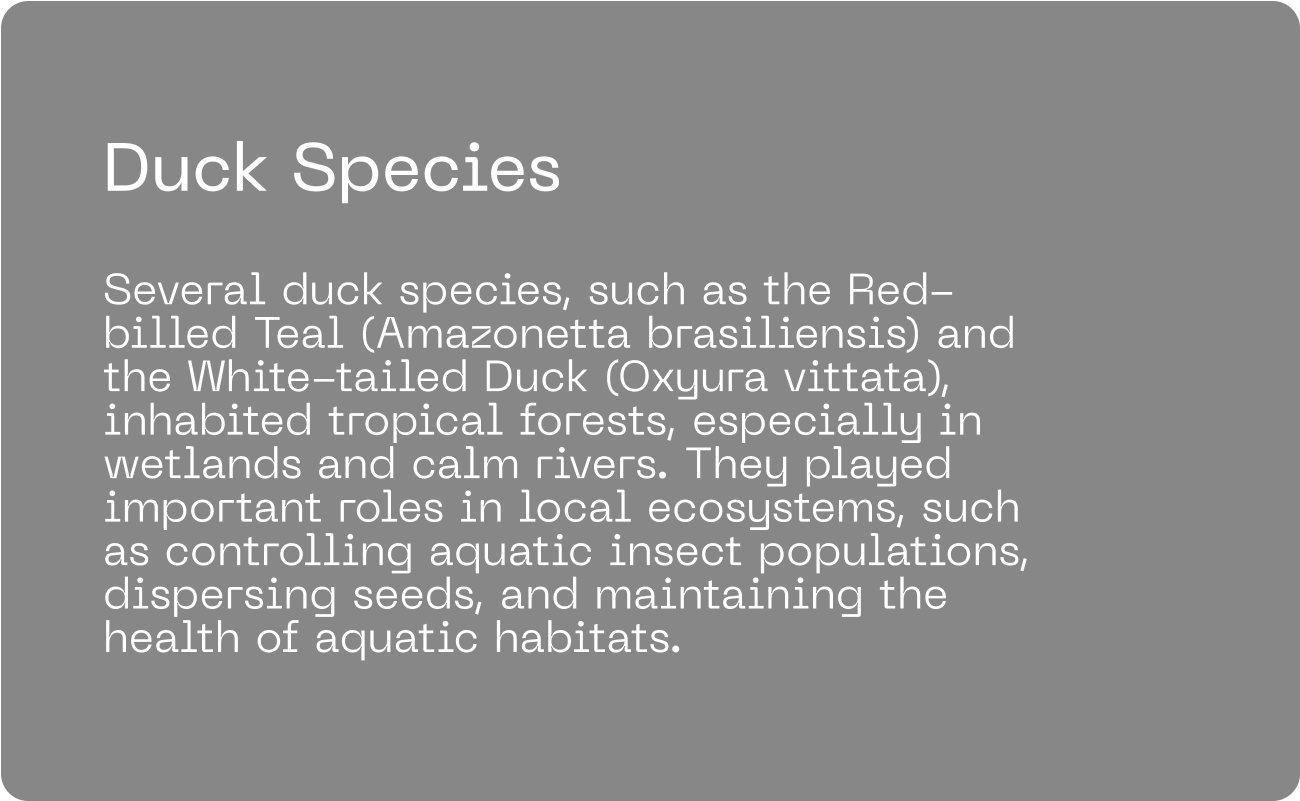 Duck Species
Several duck species, such as the Red-
billed Teal (Amazonetta brasiliensis) and
the White-tailed Duck (Oxyura vittata),
inhabited tropical forests, especially in
wetlands and calm rivers. They played
important roles in local ecosystems, such
as controlling aquatic insect populations,
dispersing seeds, and maintaining the
health of aquatic habitats.